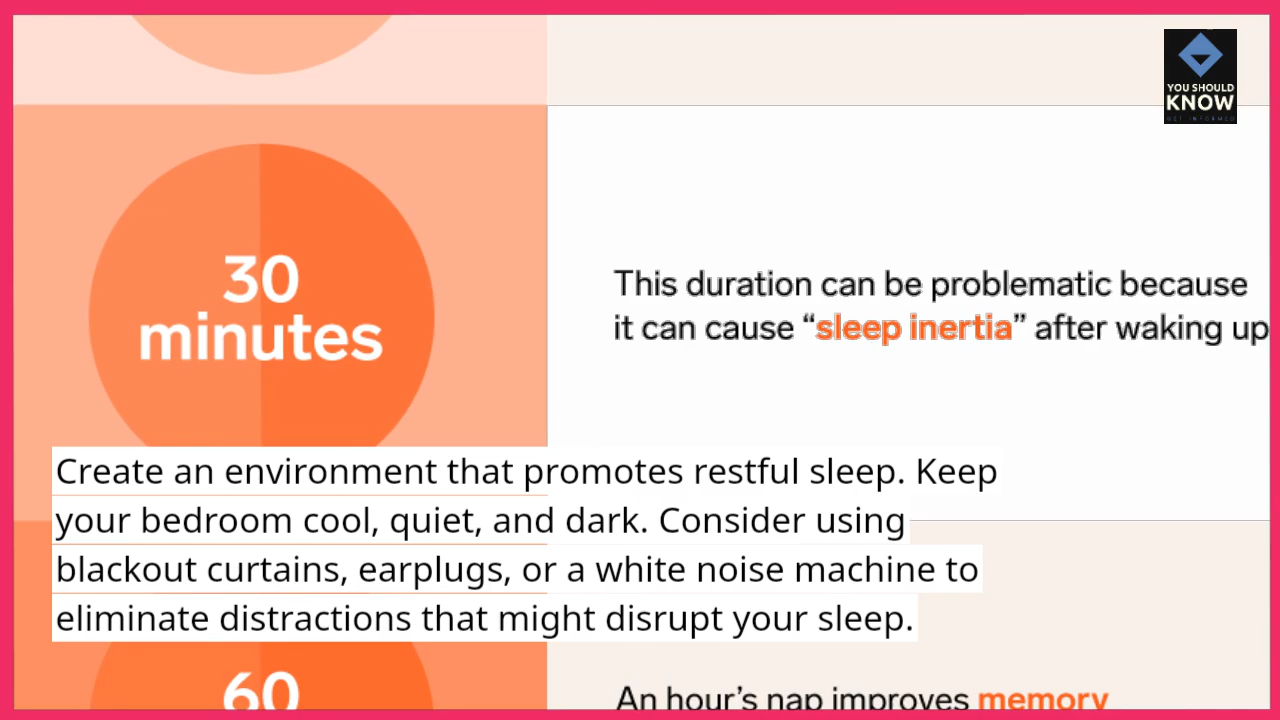 YOU SHOULD
KNOW
GET INFORMED
30
minutes
This duration can be problematic because
it can cause “sleep inertia” after waking up
Create an environment that promotes restful sleep. Keep
your bedroom cool, quiet, and dark. Consider using
blackout curtains, earplugs, or a white noise machine to
eliminate distractions that might disrupt your sleep.
60
An hour’s nap improves memory